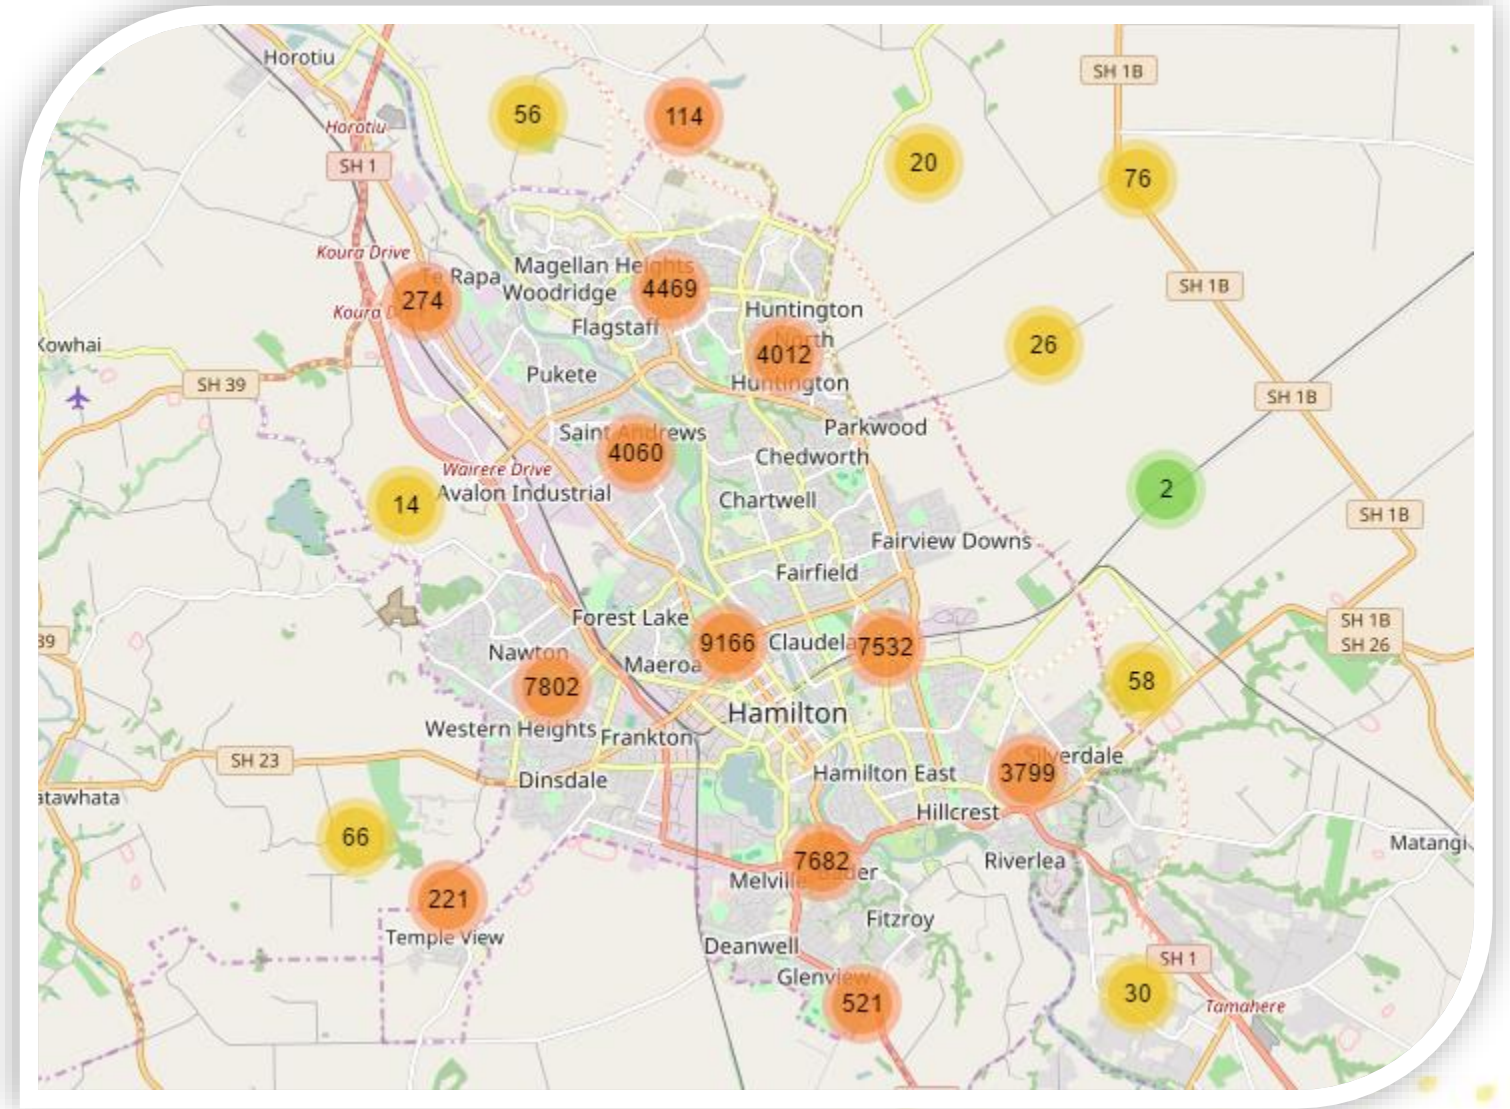 Horotiu
SH 1B
56
114
Horotiu
SH 1
20
76
Koura Drive
Te Rapa
Magellan Heights
274
Woodridge
4469
SH 1B
Koura D
Huntington
Flagstaff
North
Kowhai
4012
26
Pukete
Huntington
SH 39
SH 1B
Saint Andrews
Parkwood
4060
Chedworth
Wairere Drive
Avalon Industrial
14
Chartwell
2
SH 1B
Fairview Downs
Fairfield
Forest Lake
SH 1B
39
9166
Claudela
7532
SH 26
Nawton
Maeroa
7802
58
Hamilton
Western Heights
Frankton
SH 23
Silverdale
Dinsdale
Hamilton East
3799
atawhata
Hillcrest
66
Matangi
7682
Riverlea
Melville
der
221
Fitzroy
Temple View
Deanwell
SH 1
Glenview
30
521
Tamahere